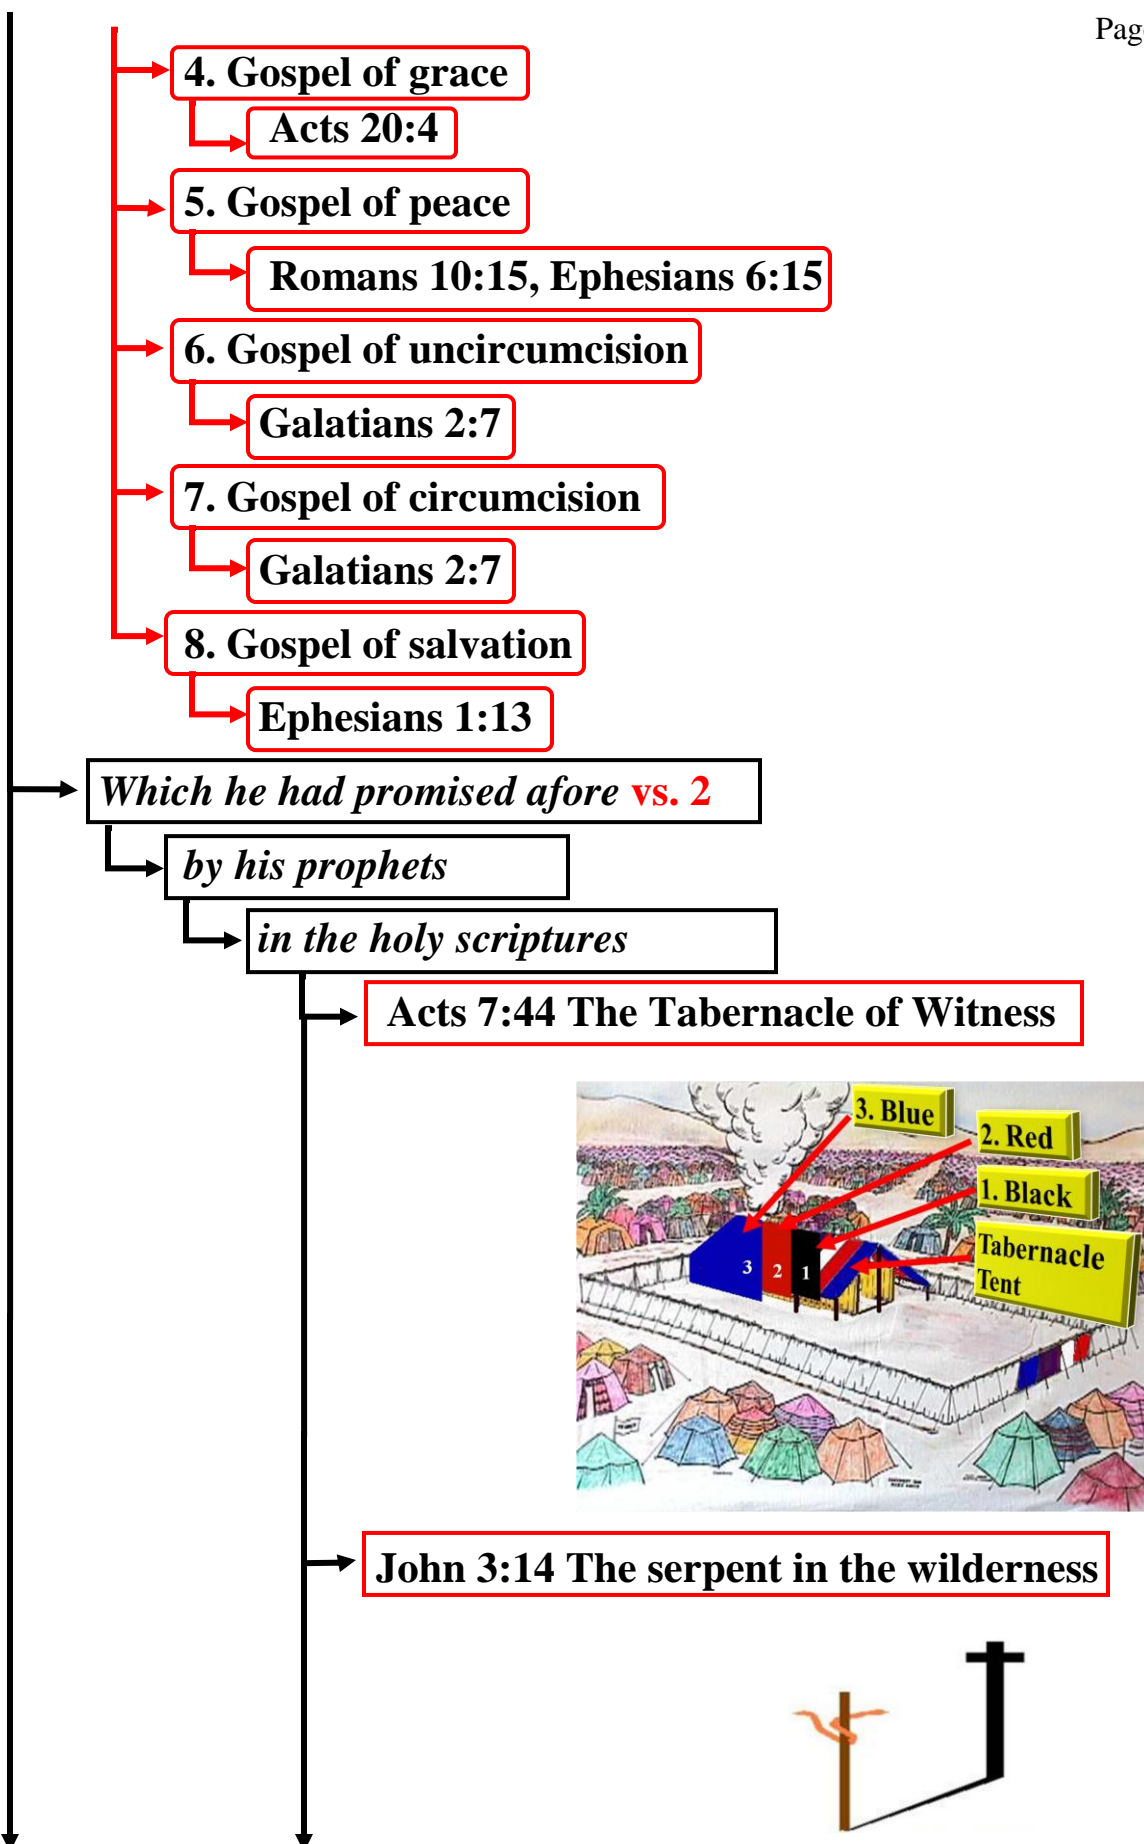 Page
4. Gospel of grace
Acts 20:4
5. Gospel of peace
Romans 10:15, Ephesians 6:15
6. Gospel of uncircumcision
Galatians 2:7
7. Gospel of circumcision
Galatians 2:7
8. Gospel of salvation
Ephesians 1:13
Which he had promised afore vs. 2
by his prophets
in the holy scriptures
Acts 7:44 The Tabernacle of Witness
3. Blue
2. Red
1. Black
Tabernacle
Tent
3 2 1
John 3:14 The serpent in the wilderness